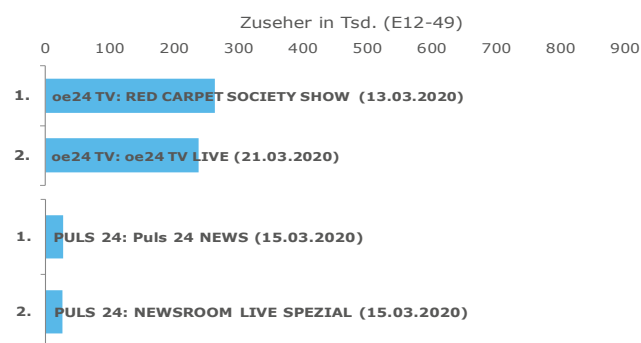 Zuseher in Tsd. (E12-49)
0 100 200 300 400 500 600 700 800 900
1. oe24 TV: RED CARPET SOCIETY SHOW (13.03.2020)
2. oe24 TV: oe24 TV LIVE (21.03.2020)
1. PULS 24: Puls 24 NEWS (15.03.2020)
2. PULS 24: NEWSROOM LIVE SPEZIAL (15.03.2020)